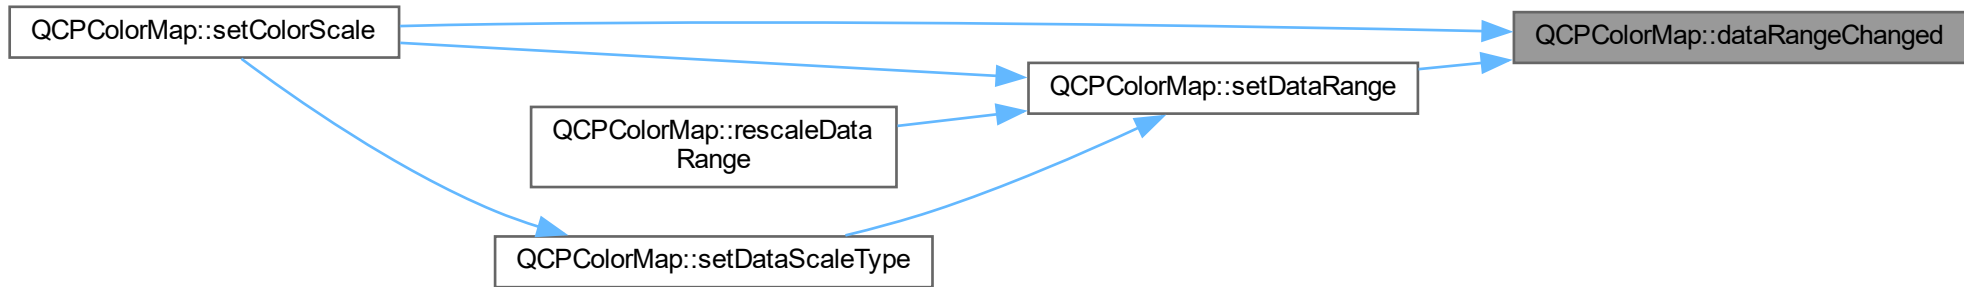 QCPColorMap::setColorScale
QCPColorMap::dataRangeChanged
QCPColorMap::setDataRange
QCPColorMap::rescaleData
Range
QCPColorMap::setDataScaleType